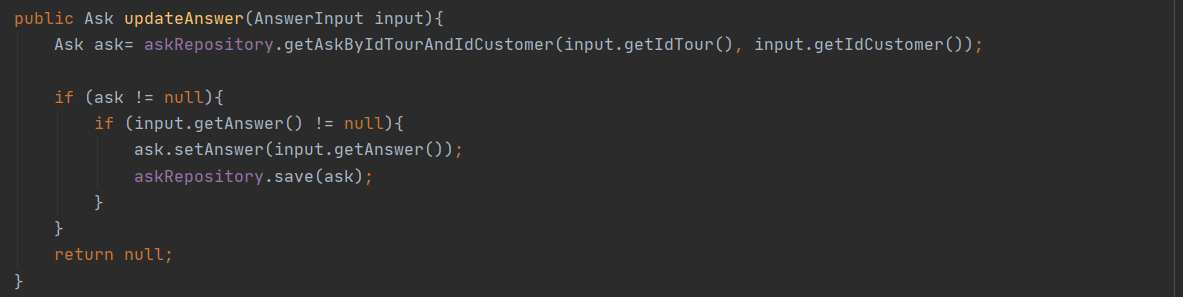 public Ask updateAnswer(AnswerInput input){
    Ask ask= askRepository.getAskByIdTourAndIdCustomer(input.getIdTour(), input.getIdCustomer());

    if (ask != null){
        if (input.getAnswer() != null){
            ask.setAnswer(input.getAnswer());
            askRepository.save(ask);
        }
    }
    return null;
}